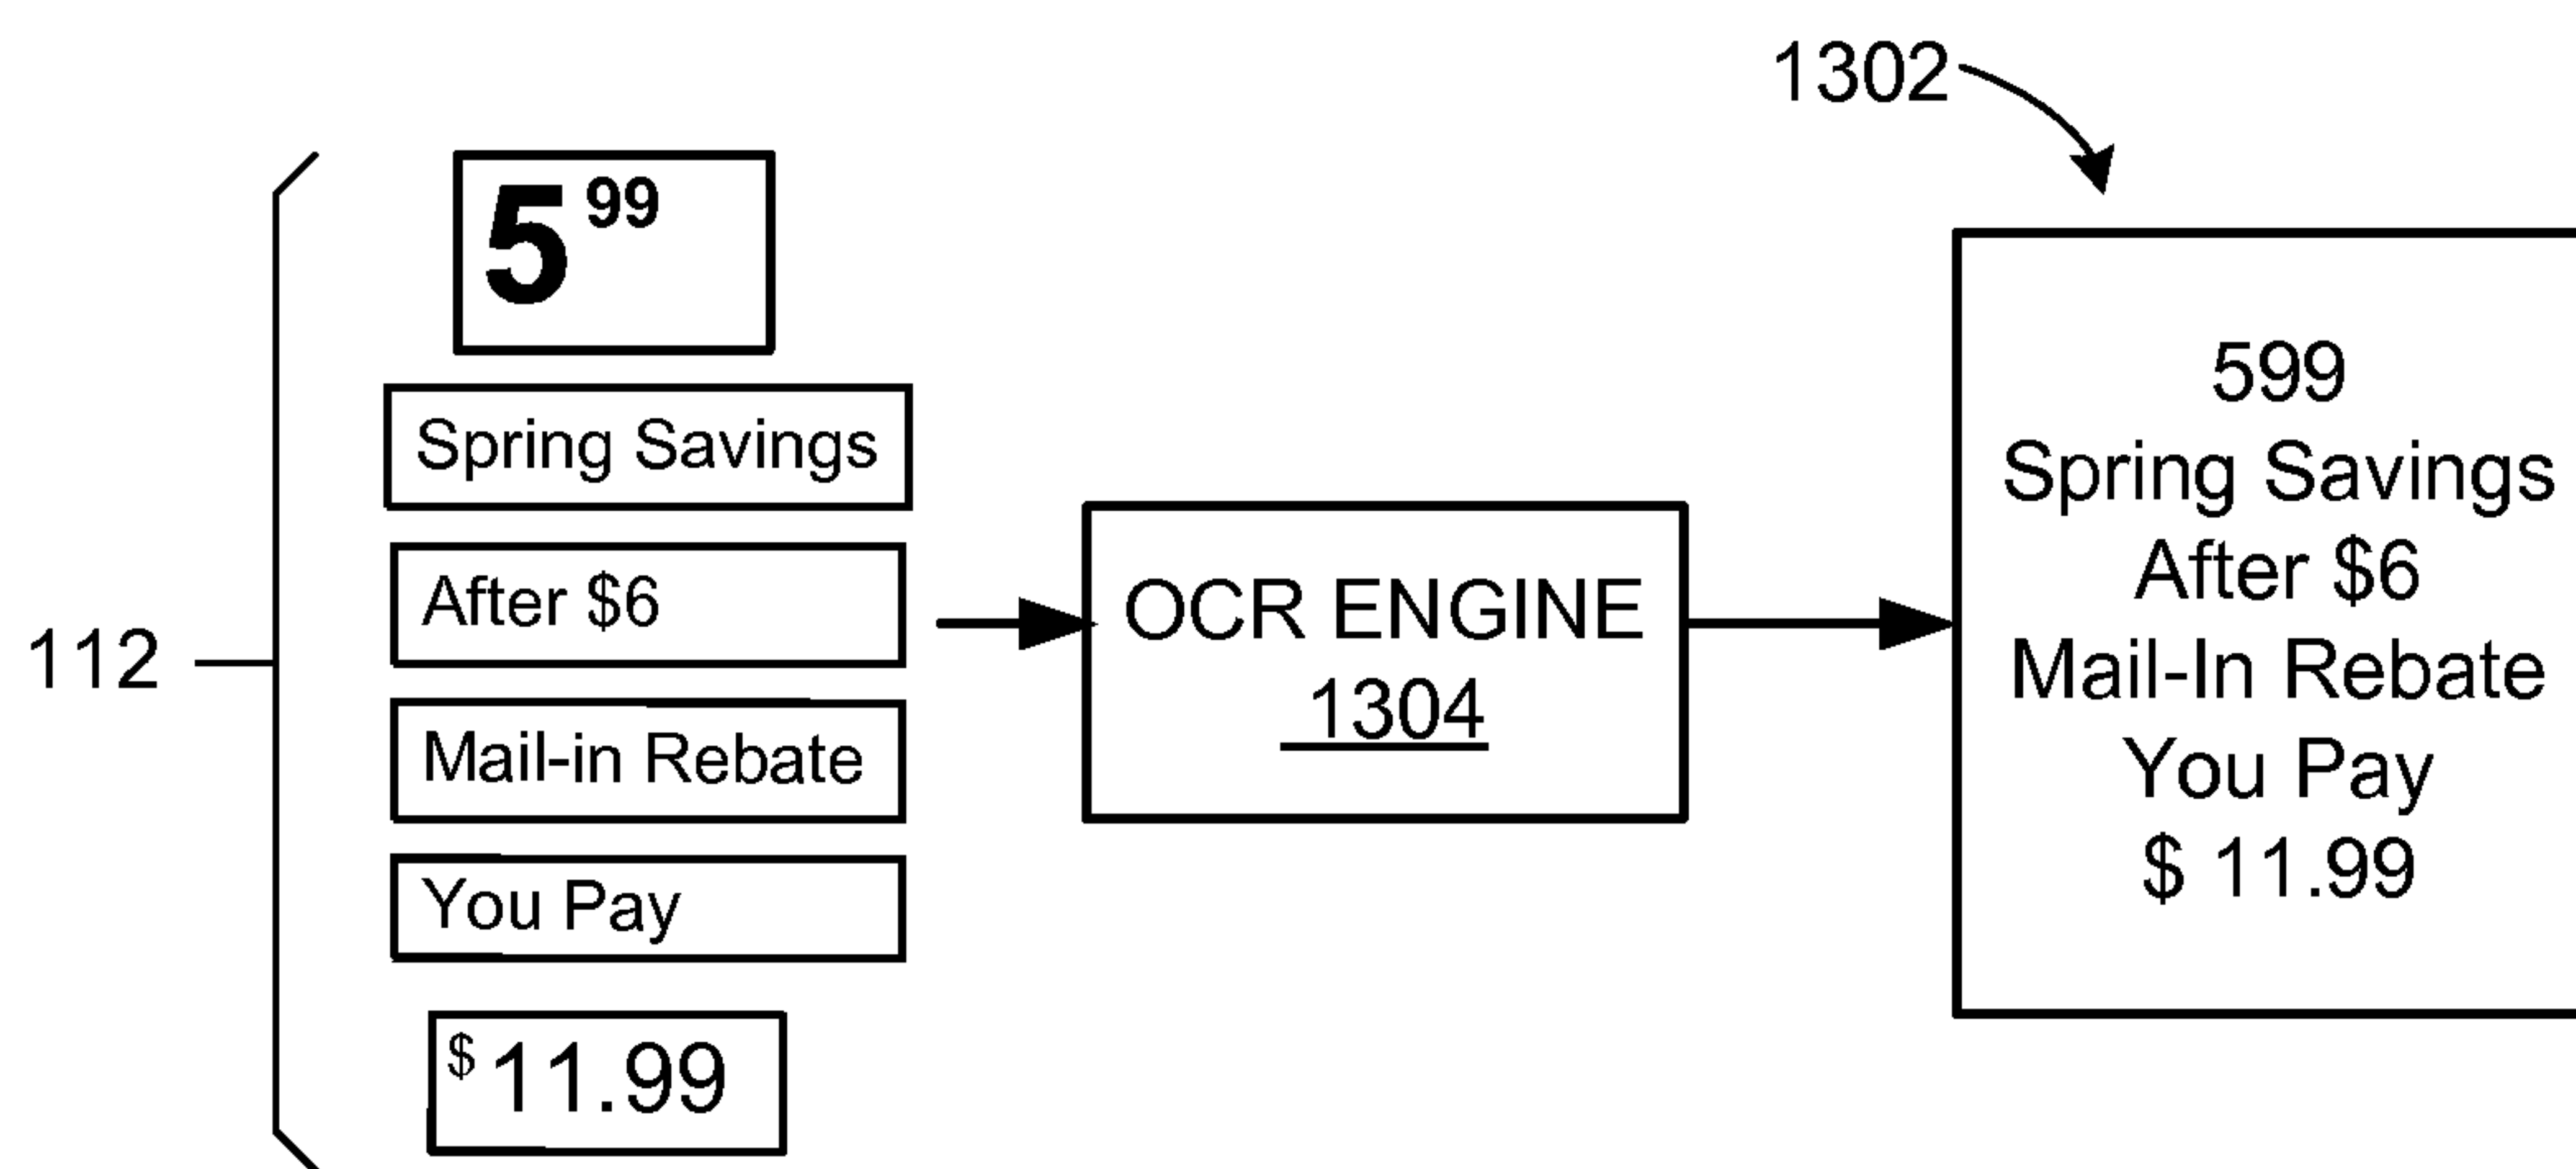 1302
112
5 99
Spring Savings
After $6
Mail-in Rebate
You Pay
$ 11.99
OCR ENGINE
1304
599
Spring Savings
After $6
Mail-In Rebate
You Pay
$ 11.99